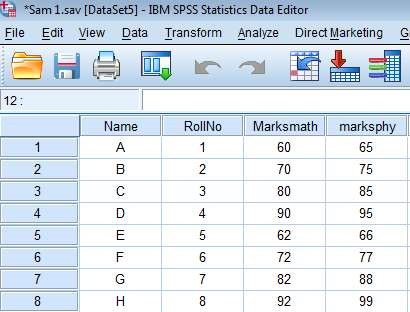 *Sam 1.sav [DataSet5] - IBM SPSS Statistics Data Editor
File Edit View Data Transform Analyze Direct Marketing
12 :
Name RollNo Marksmath marksphy
1 A 1 60 65
2 B 2 70 75
3 C 3 80 85
4 D 4 90 95
5 E 5 62 66
6 F 6 72 77
7 G 7 82 88
8 H 8 92 99